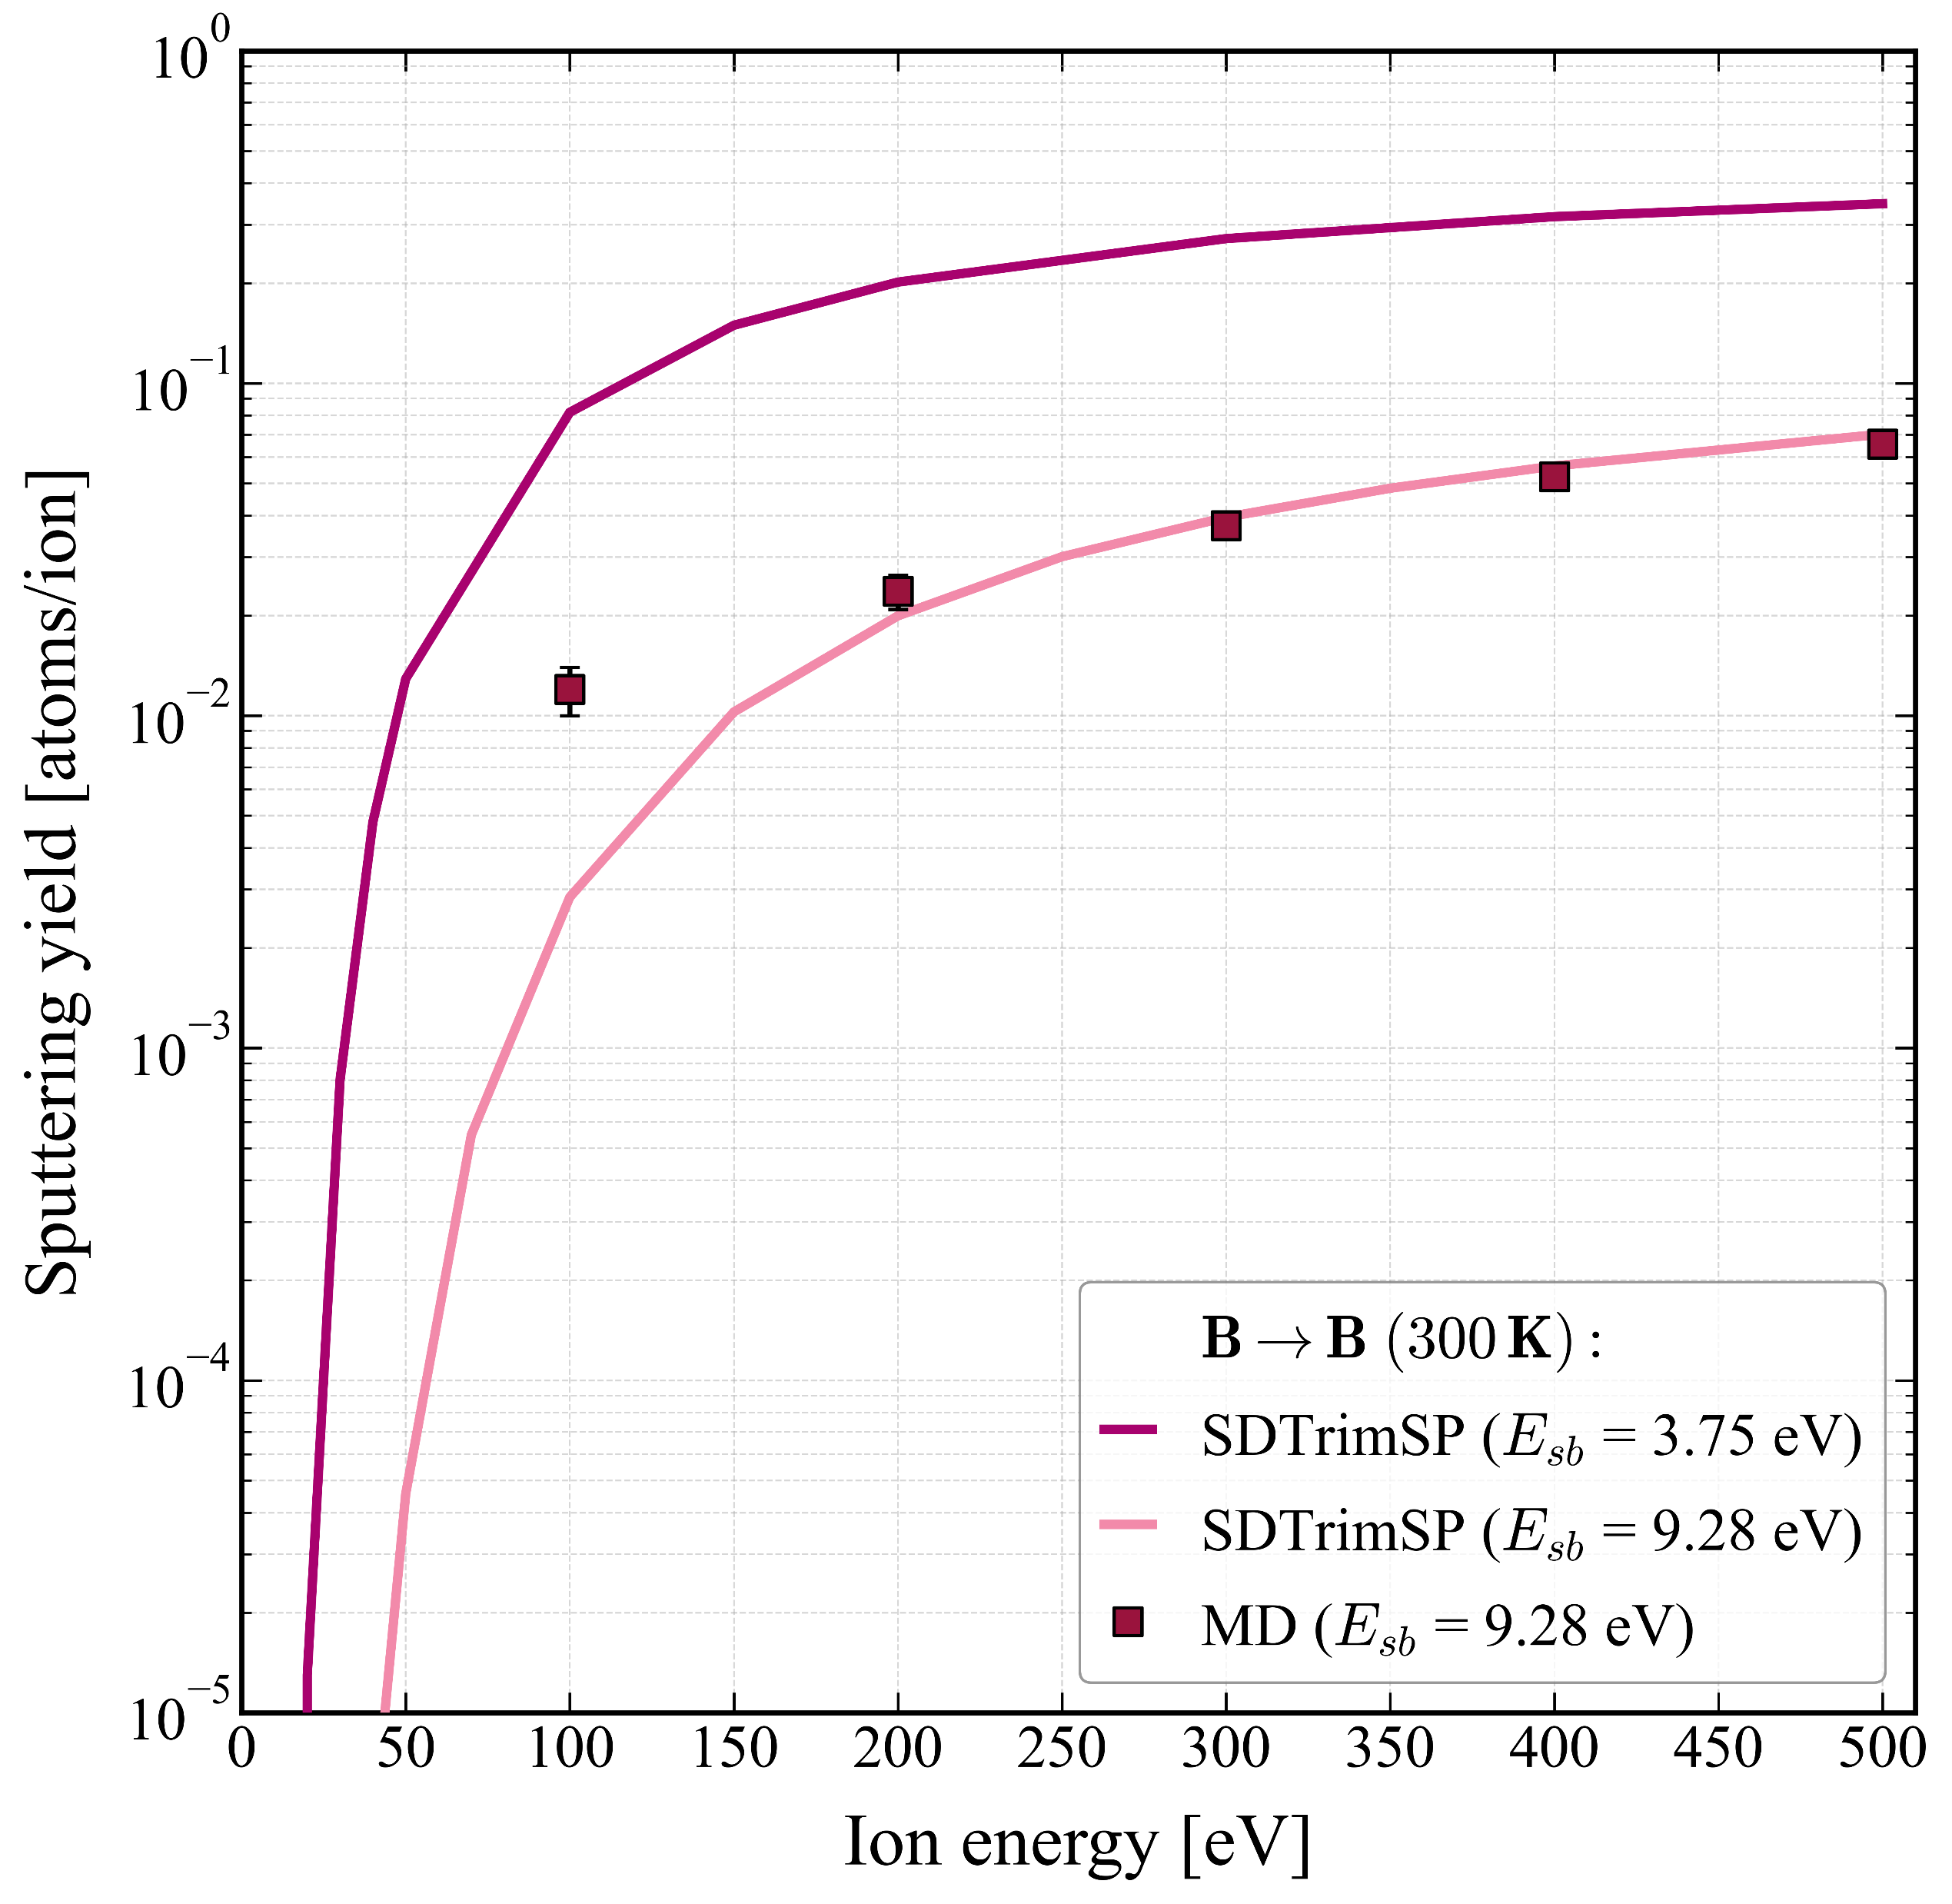 10⁰
10⁻¹
10⁻²
10⁻³
10⁻⁴
10⁻⁵
Sputtering yield [atoms/ion]
B → B (300 K) :
SDTrimSP (E_sb = 3.75 eV)
SDTrimSP (E_sb = 9.28 eV)
MD (E_sb = 9.28 eV)
0 50 100 150 200 250 300 350 400 450 500
Ion energy [eV]